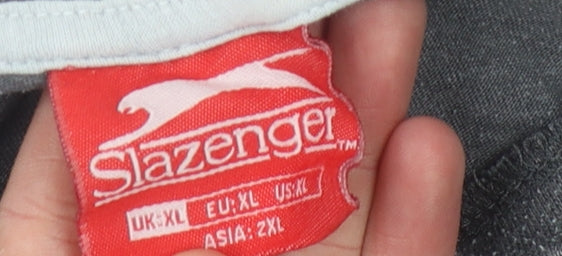 Slazenger™
UK:XL EU:XL US:XL
ASIA: 2XL